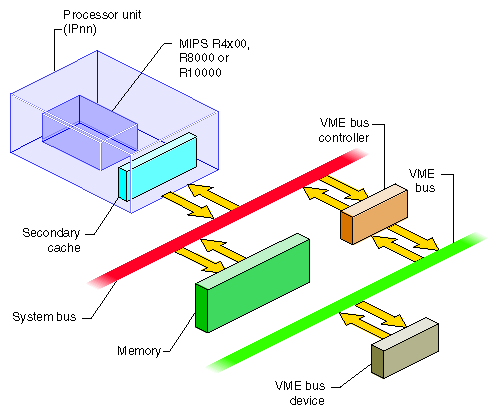 Processor unit
(IPnn)
MIPS R4x00,
R8000 or
R10000
VME bus
controller
VME
bus
Secondary
cache
System bus
Memory
VME bus
device